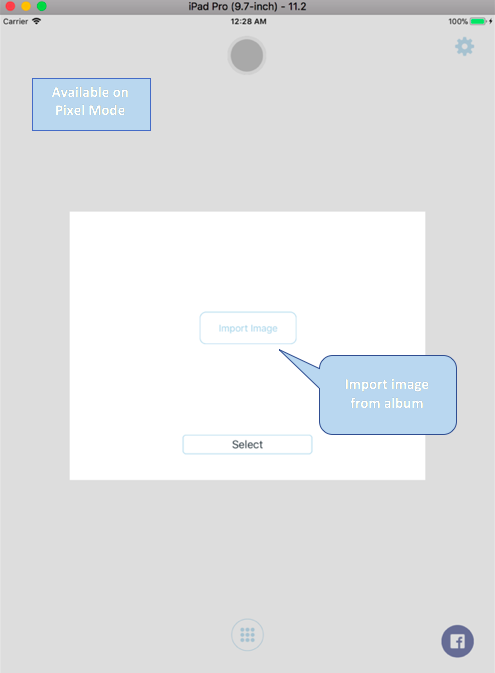 iPad Pro (9.7-inch) - 11.2
Carrier 12:28 AM 100%
Available on
Pixel Mode
Import Image
Import image
from album
Select